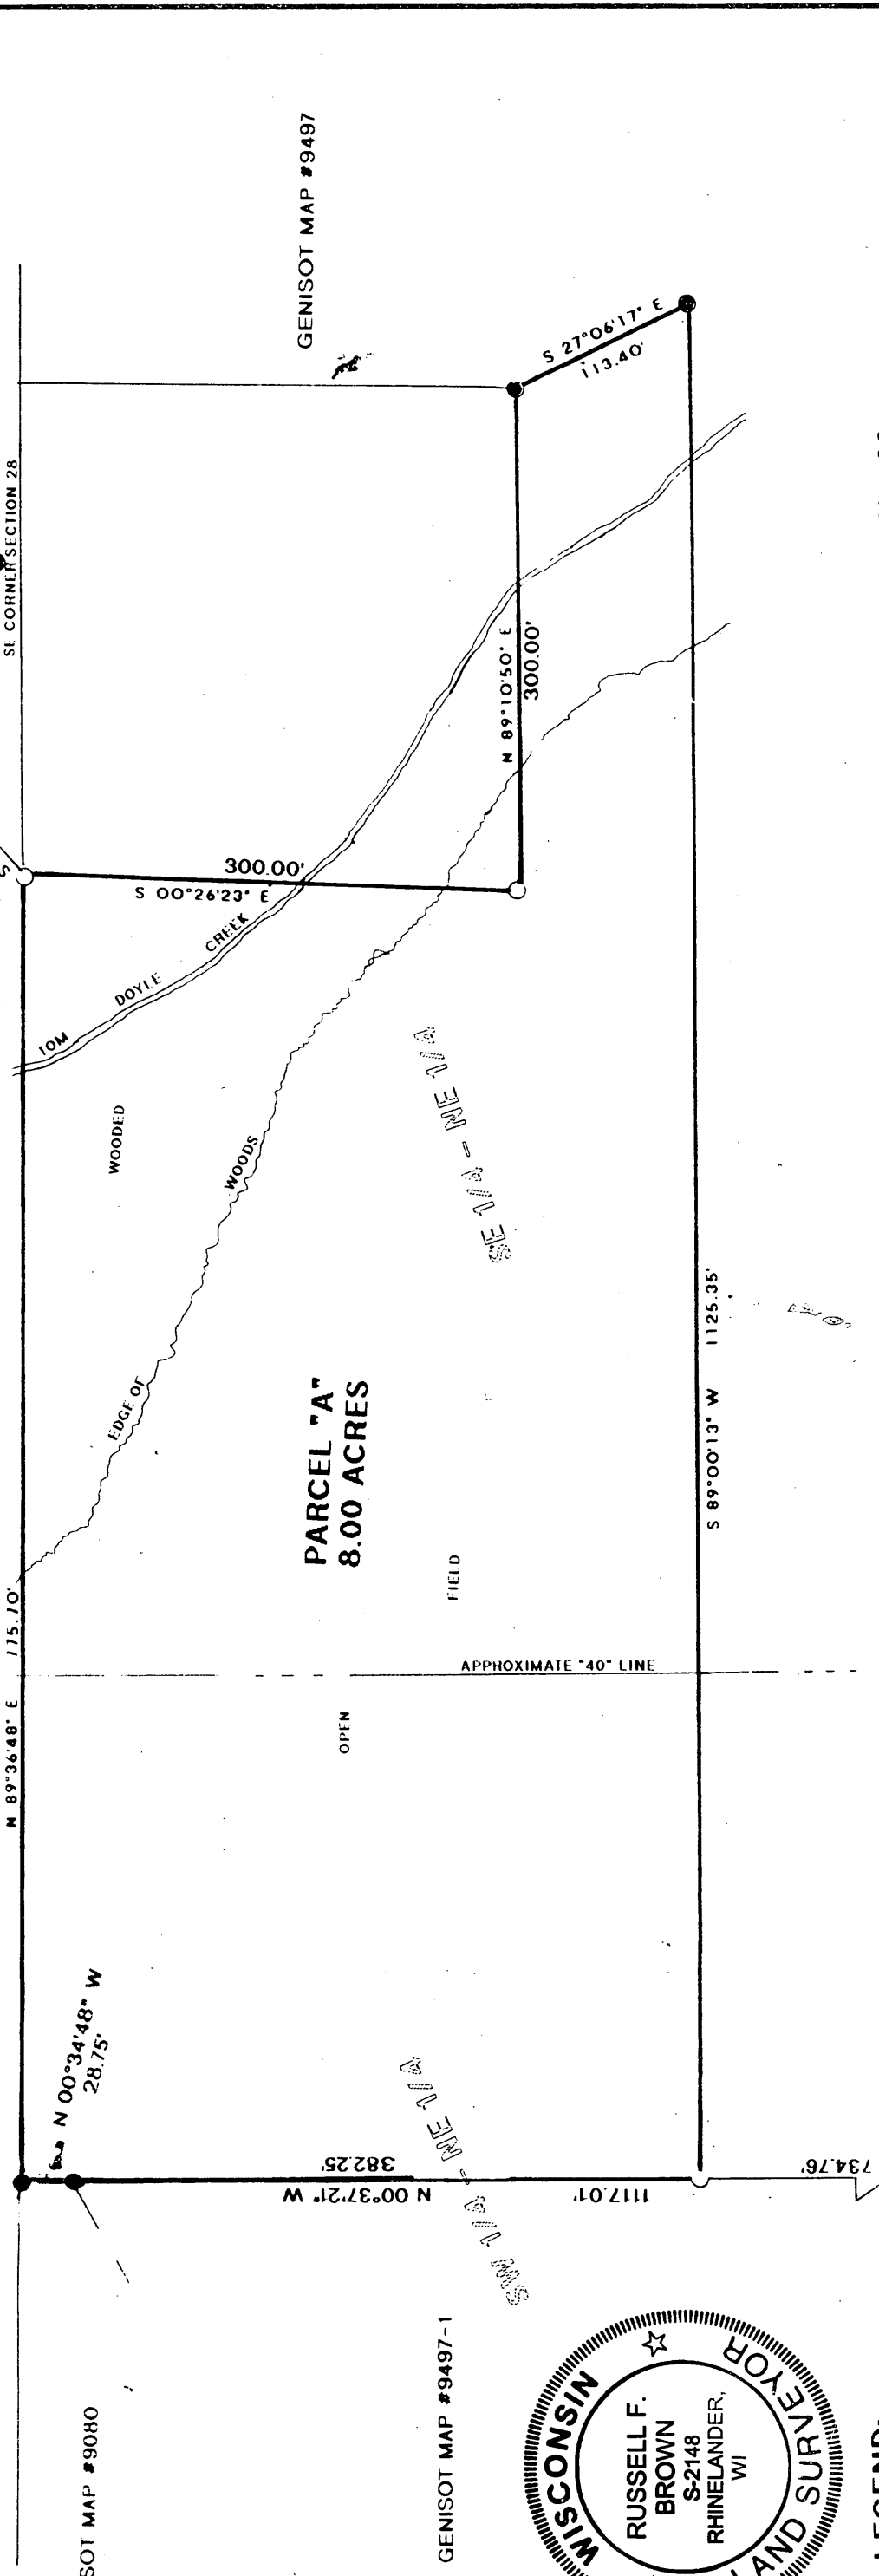 GENISOT MAP #9497
SE CORNER SECTION 28
S 27°06'17" E
113.40'
N 89°10'50" E
300.00'
300.00'
S 00°26'23" E
TOM DOYLE CREEK
WOODED
EDGE OF WOODS
SE 1/4 - NE 1/4
PARCEL "A"
8.00 ACRES
S 89°00'13" W 1125.35'
OPEN FIELD
APPROXIMATE "40" LINE
N 89°36'48" E 775.70'
N 00°34'48" W
28.75'
382.25'
N 00°37'21" W
1117.01'
734.76'
SW 1/4 - NE 1/4
SOT MAP #9080
GENISOT MAP #9497-1
WISCONSIN
RUSSELL F.
BROWN
S-2148
RHINELANDER,
WI
LAND SURVEYOR
LEGEND: